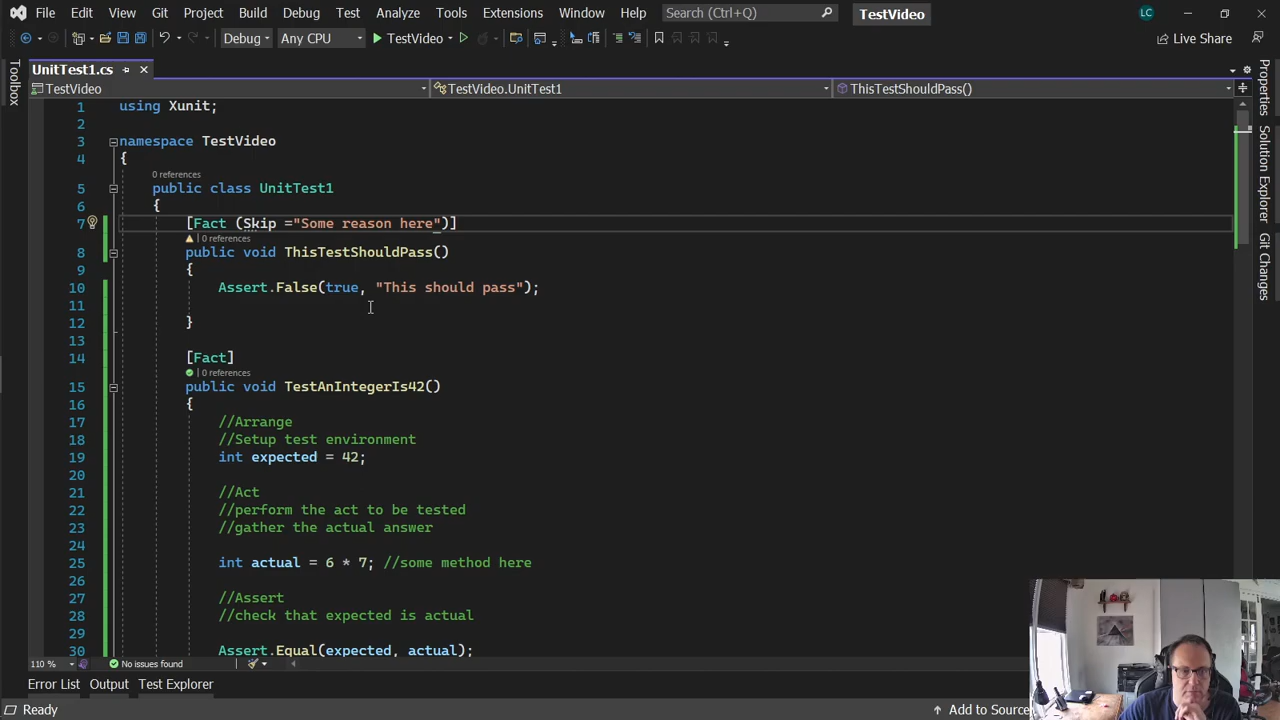 File Edit View Git Project Build Debug Test Analyze Tools Extensions Window Help Search (Ctrl+Q) TestVideo LC
Debug Any CPU TestVideo Live Share
UnitTest1.cs
TestVideo TestVideo.UnitTest1 ThisTestShouldPass()
1 using Xunit;
2
3 namespace TestVideo
4 {
0 references
5 public class UnitTest1
6 {
7 [Fact (Skip ="Some reason here")]
0 references
8 public void ThisTestShouldPass()
9 {
10 Assert.False(true, "This should pass");
11
12 }
13
14 [Fact]
0 references
15 public void TestAnIntegerIs42()
16 {
17 //Arrange
18 //Setup test environment
19 int expected = 42;
20
21 //Act
22 //perform the act to be tested
23 //gather the actual answer
24
25 int actual = 6 * 7; //some method here
26
27 //Assert
28 //check that expected is actual
29
30 Assert.Equal(expected, actual);
110 % No issues found
Error List Output Test Explorer
Ready Add to Source
Toolbox
Properties
Solution Explorer
Git Changes